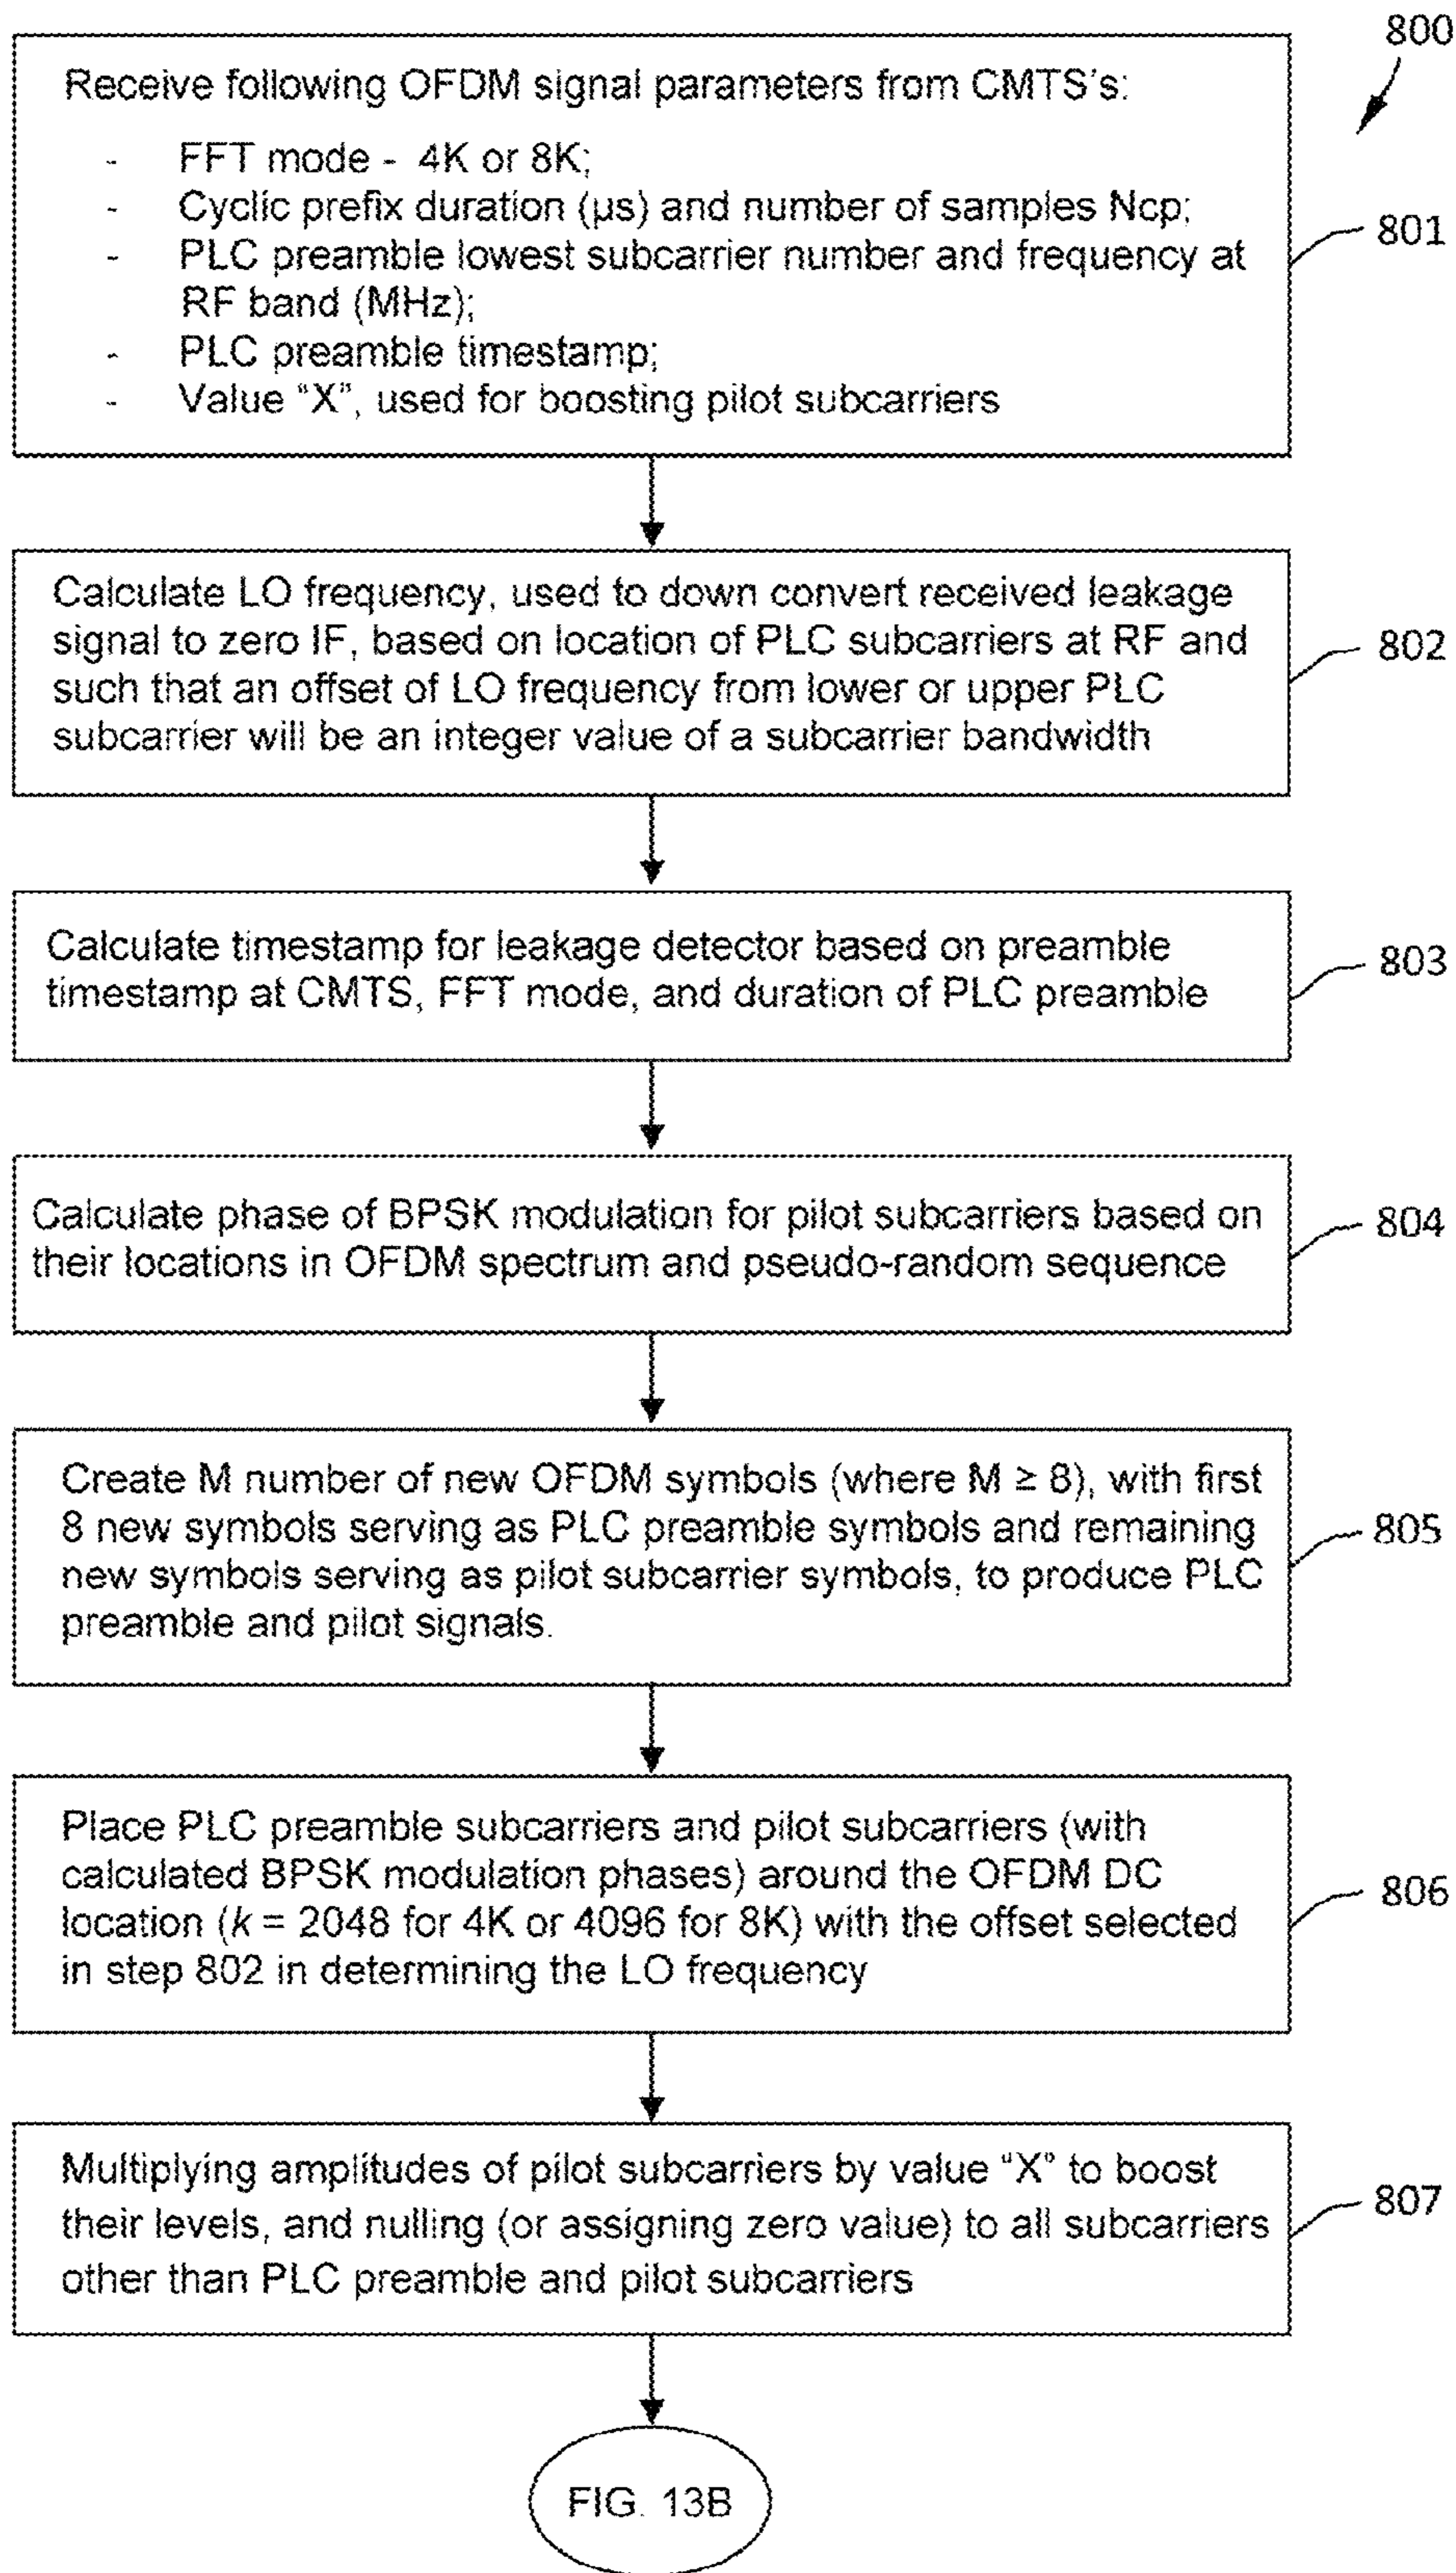 800
Receive following OFDM signal parameters from CMTS's:
- FFT mode - 4K or 8K;
- Cyclic prefix duration (µs) and number of samples Ncp;
- PLC preamble lowest subcarrier number and frequency at
RF band (MHz);
- PLC preamble timestamp;
- Value “X”, used for boosting pilot subcarriers
801
Calculate LO frequency, used to down convert received leakage
signal to zero IF, based on location of PLC subcarriers at RF and
such that an offset of LO frequency from lower or upper PLC
subcarrier will be an integer value of a subcarrier bandwidth
802
Calculate timestamp for leakage detector based on preamble
timestamp at CMTS, FFT mode, and duration of PLC preamble
803
Calculate phase of BPSK modulation for pilot subcarriers based on
their locations in OFDM spectrum and pseudo-random sequence
804
Create M number of new OFDM symbols (where M ≥ 8), with first
8 new symbols serving as PLC preamble symbols and remaining
new symbols serving as pilot subcarrier symbols, to produce PLC
preamble and pilot signals.
805
Place PLC preamble subcarriers and pilot subcarriers (with
calculated BPSK modulation phases) around the OFDM DC
location (k = 2048 for 4K or 4096 for 8K) with the offset selected
in step 802 in determining the LO frequency
806
Multiplying amplitudes of pilot subcarriers by value “X” to boost
their levels, and nulling (or assigning zero value) to all subcarriers
other than PLC preamble and pilot subcarriers
807
FIG. 13B